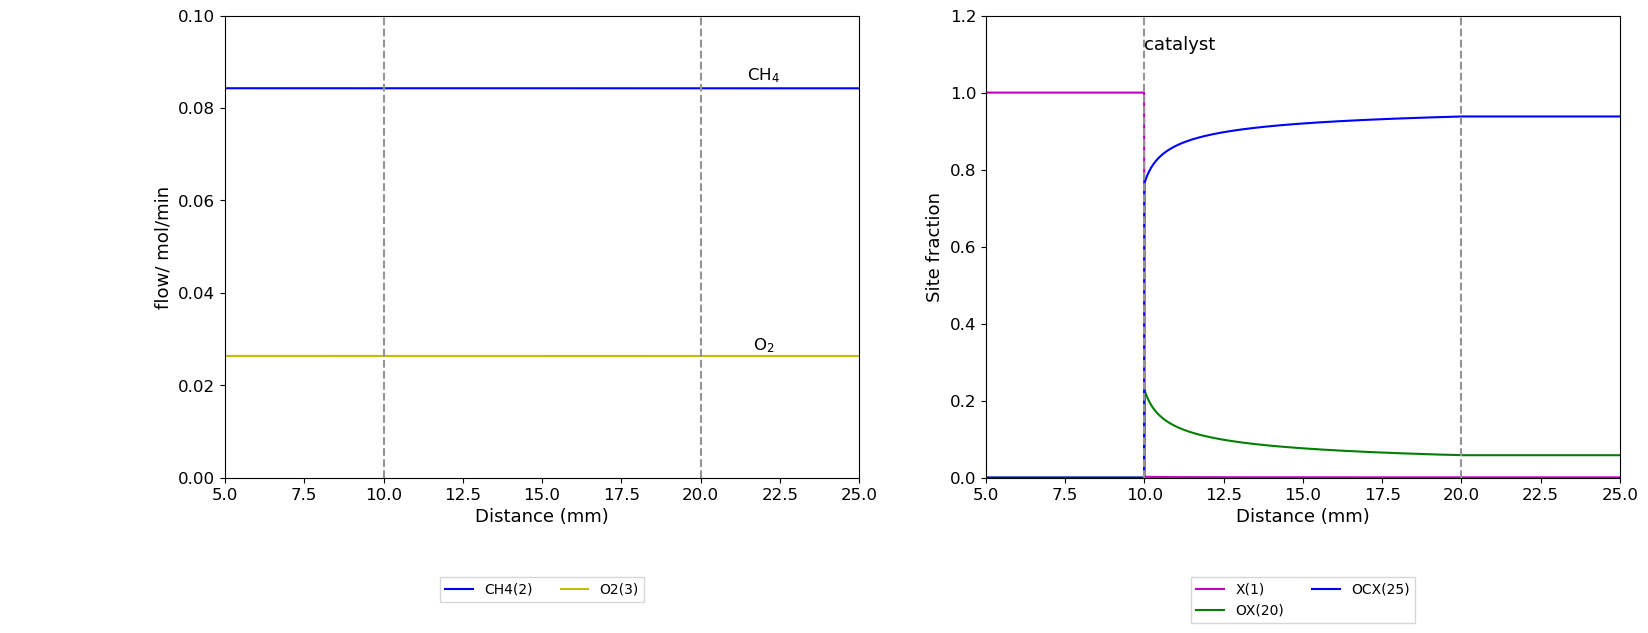 0.10
0.08
0.06
0.04
0.02
0.00
flow/ mol/min
CH₄
O₂
5.0 7.5 10.0 12.5 15.0 17.5 20.0 22.5 25.0
Distance (mm)
CH4(2) O2(3)
1.2
1.0
0.8
0.6
0.4
0.2
0.0
Site fraction
catalyst
5.0 7.5 10.0 12.5 15.0 17.5 20.0 22.5 25.0
Distance (mm)
X(1) OCX(25)
OX(20)